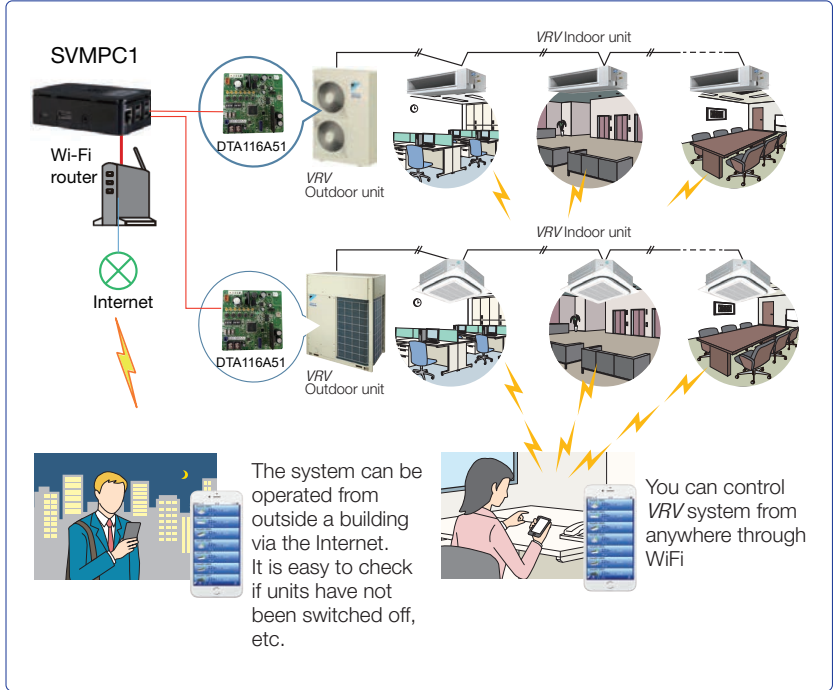 SVMPC1
Wi-Fi
router
Internet
DTA116A51
VRV
Outdoor unit
VRV Indoor unit
DTA116A51
VRV
Outdoor unit
VRV Indoor unit
The system can be
operated from
outside a building
via the Internet.
It is easy to check
if units have not
been switched off,
etc.
You can control
VRV system from
anywhere through
WiFi